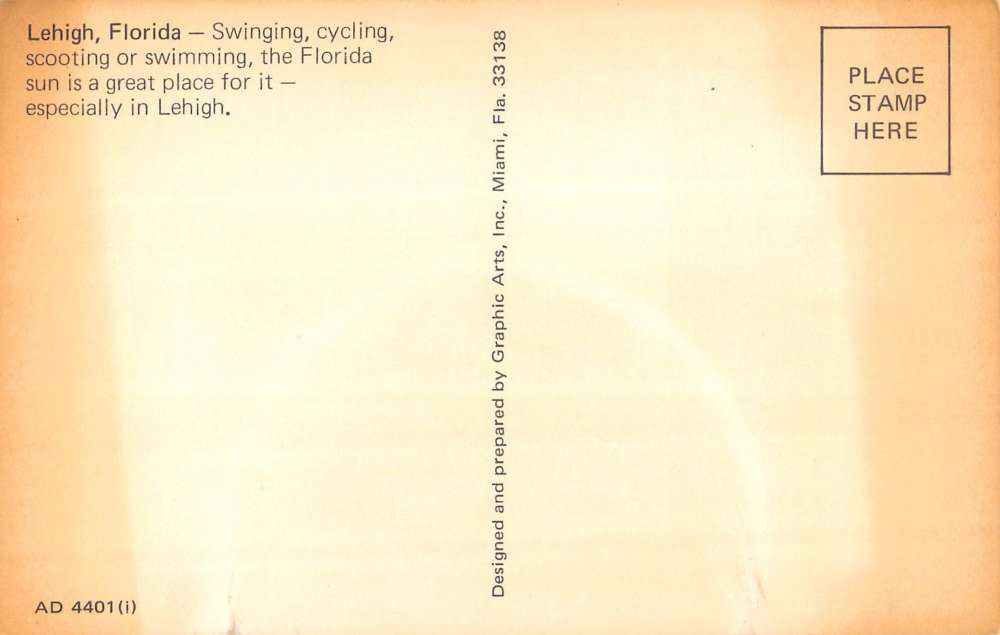 Lehigh, Florida — Swinging, cycling,
scooting or swimming, the Florida
sun is a great place for it —
especially in Lehigh.
Designed and prepared by Graphic Arts, Inc., Miami, Fla. 33138
PLACE
STAMP
HERE
AD 4401(i)